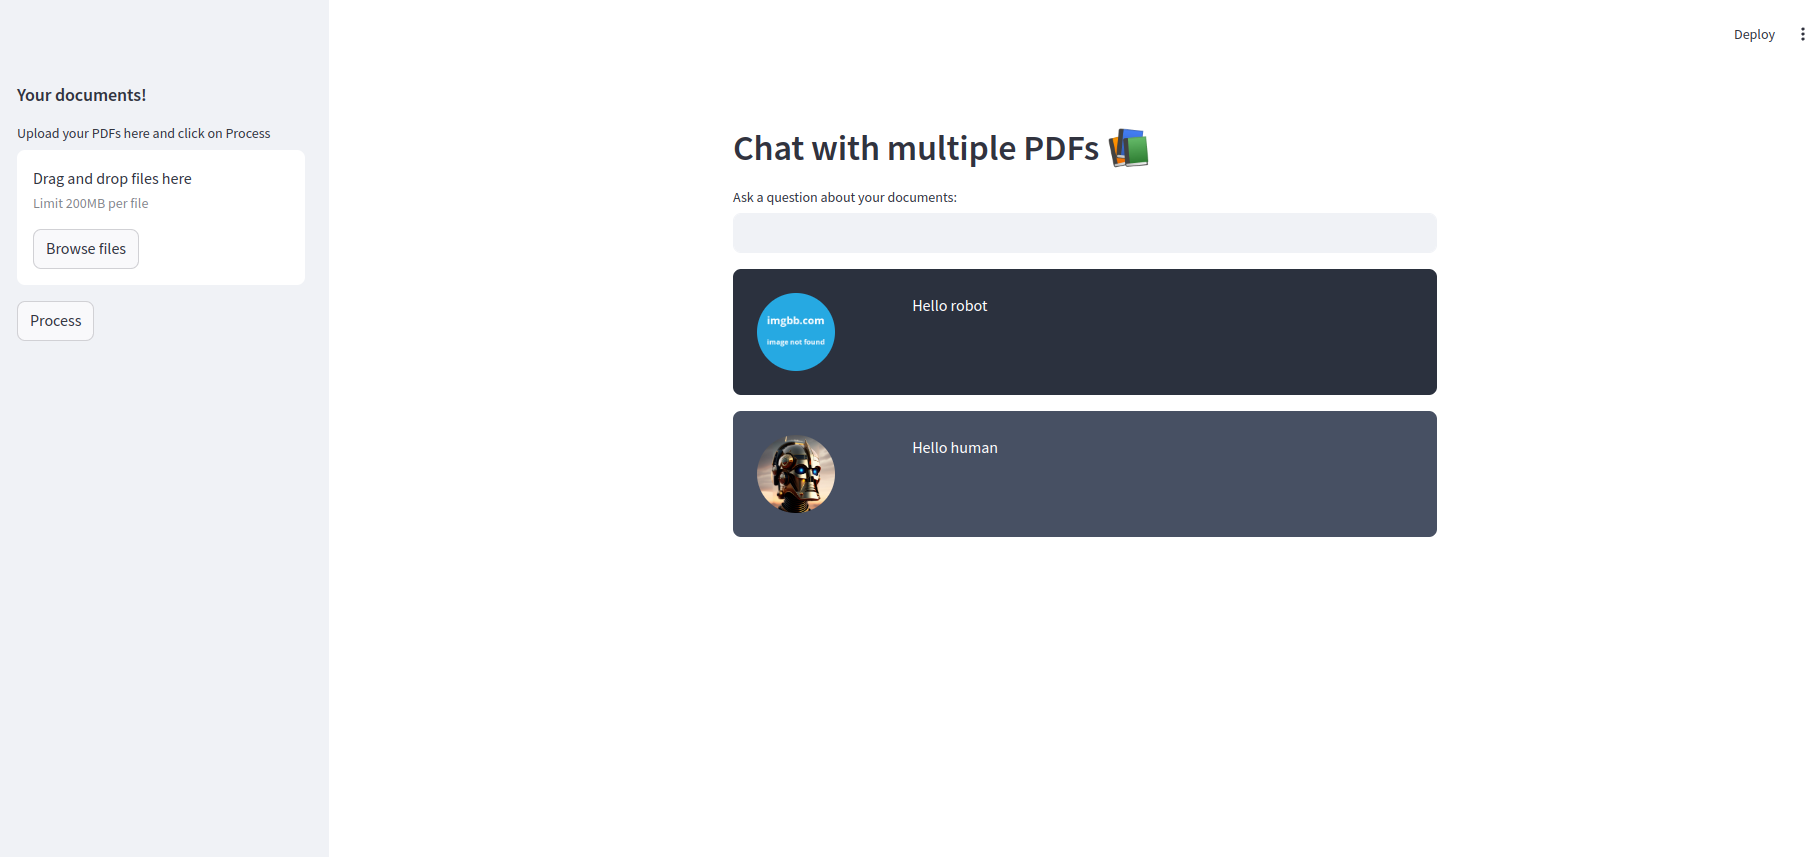 Deploy
Your documents!
Upload your PDFs here and click on Process
Drag and drop files here
Limit 200MB per file
Browse files
Process
Chat with multiple PDFs 📚
Ask a question about your documents:
imgbb.com
image not found
Hello robot
Hello human